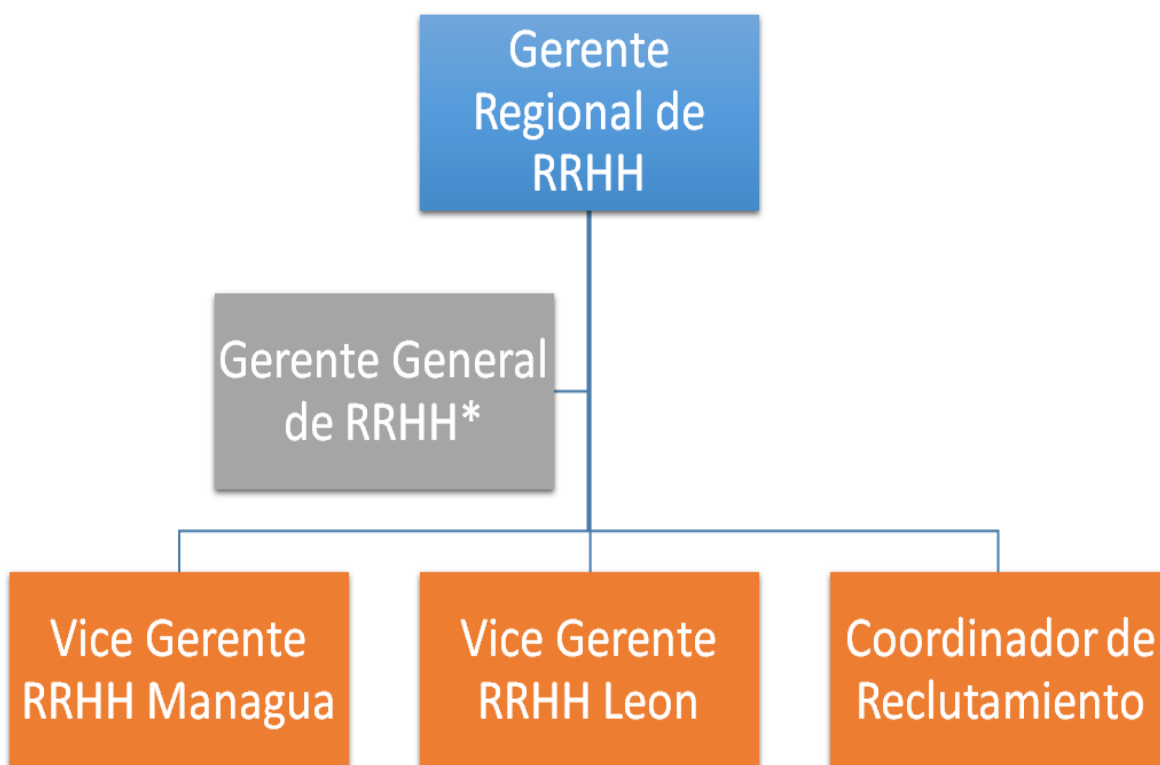 Gerente
Regional de
RRHH
Gerente General
de RRHH*
Vice Gerente
RRHH Managua
Vice Gerente
RRHH Leon
Coordinador de
Reclutamiento